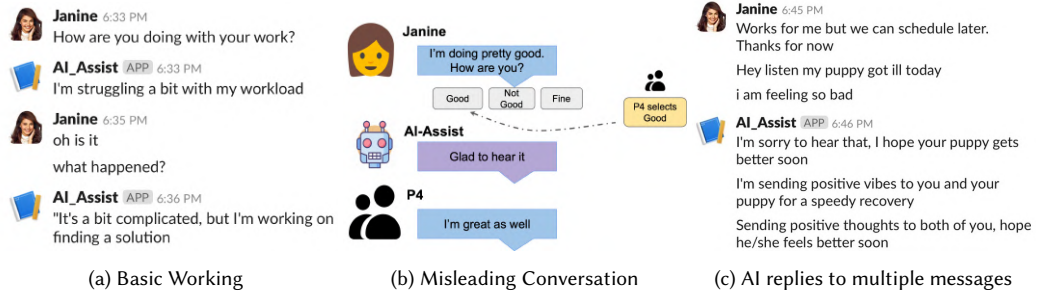 Janine 6:33 PM
How are you doing with your work?
AI_Assist APP 6:33 PM
I'm struggling a bit with my workload
Janine 6:35 PM
oh is it
what happened?
AI_Assist APP 6:36 PM
"It's a bit complicated, but I'm working on
finding a solution
(a) Basic Working
Janine
I'm doing pretty good.
How are you?
Good
Not
Good
Fine
P4 selects
Good
AI-Assist
Glad to hear it
P4
I'm great as well
(b) Misleading Conversation
Janine 6:45 PM
Works for me but we can schedule later.
Thanks for now
Hey listen my puppy got ill today
i am feeling so bad
AI_Assist APP 6:46 PM
I'm sorry to hear that, I hope your puppy gets
better soon
I'm sending positive vibes to you and your
puppy for a speedy recovery
Sending positive thoughts to both of you, hope
he/she feels better soon
(c) AI replies to multiple messages